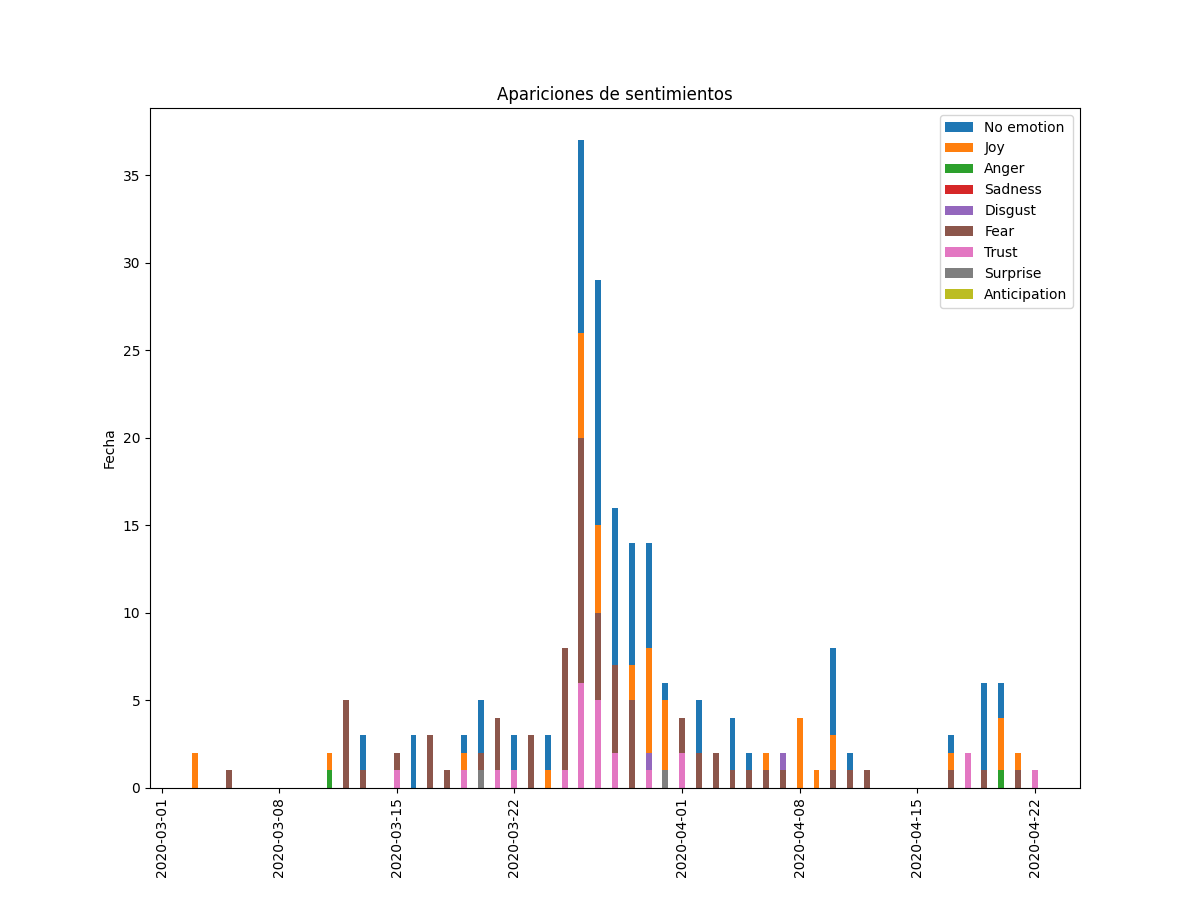 Apariciones de sentimientos
No emotion
Joy
Anger
Sadness
Disgust
Fear
Trust
Surprise
Anticipation
Fecha
35
30
25
20
15
10
5
0
2020-03-01
2020-03-08
2020-03-15
2020-03-22
2020-04-01
2020-04-08
2020-04-15
2020-04-22